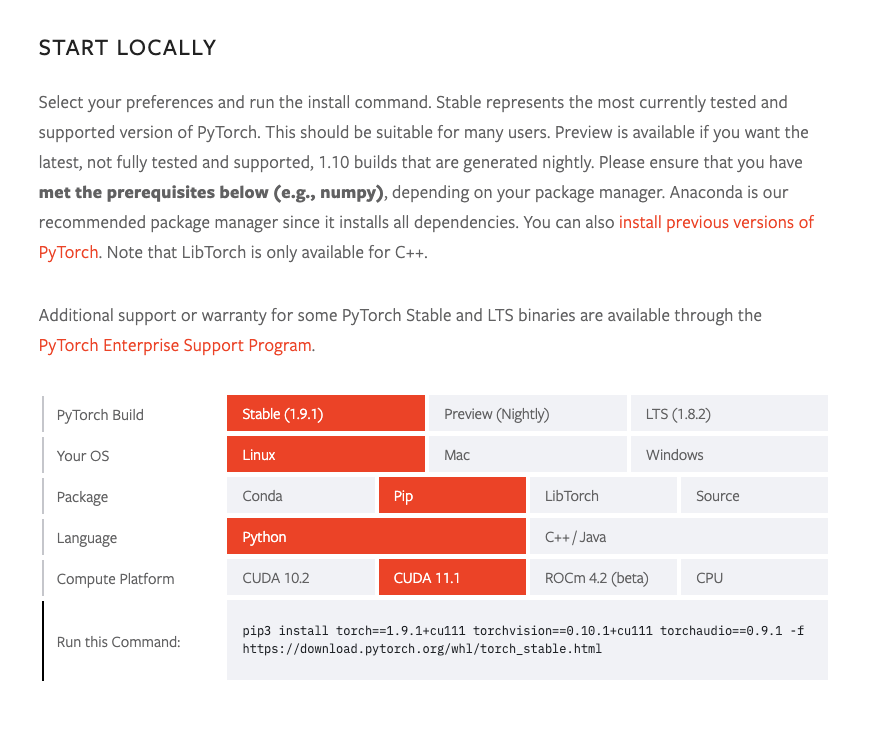 START LOCALLY
Select your preferences and run the install command. Stable represents the most currently tested and
supported version of PyTorch. This should be suitable for many users. Preview is available if you want the
latest, not fully tested and supported, 1.10 builds that are generated nightly. Please ensure that you have
met the prerequisites below (e.g., numpy), depending on your package manager. Anaconda is our
recommended package manager since it installs all dependencies. You can also install previous versions of
PyTorch. Note that LibTorch is only available for C++.
Additional support or warranty for some PyTorch Stable and LTS binaries are available through the
PyTorch Enterprise Support Program.
PyTorch Build Stable (1.9.1) Preview (Nightly) LTS (1.8.2)
Your OS Linux Mac Windows
Package Conda Pip LibTorch Source
Language Python C++ / Java
Compute Platform CUDA 10.2 CUDA 11.1 ROCm 4.2 (beta) CPU
Run this Command:
pip3 install torch==1.9.1+cu111 torchvision==0.10.1+cu111 torchaudio==0.9.1 -f
https://download.pytorch.org/whl/torch_stable.html